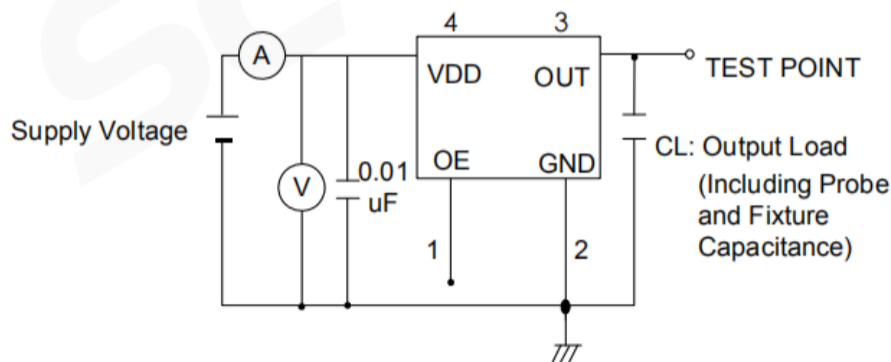 4 3
A
VDD OUT
TEST POINT
Supply Voltage
OE GND
V
0.01
uF
CL: Output Load
(Including Probe
and Fixture
Capacitance)
1 2